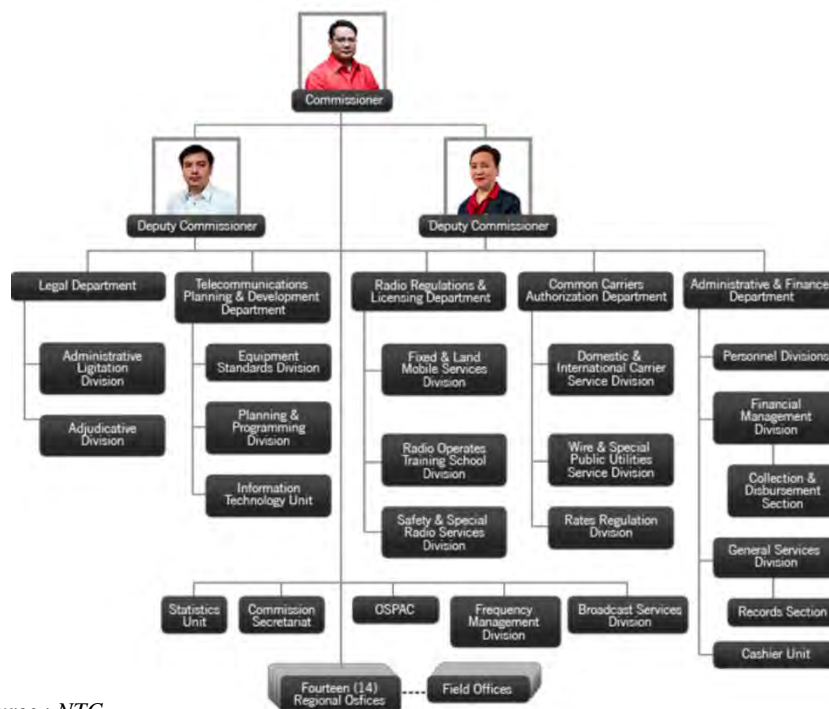 Commissioner
Deputy Commissioner
Deputy Commissioner
Legal Department
Telecommunications
Planning & Development
Department
Radio Regulations &
Licensing Department
Common Carriers
Authorization Department
Administrative & Finance
Department
Administrative
Ligitation
Division
Adjudicative
Division
Equipment
Standards Division
Planning &
Programming
Division
Information
Technology Unit
Fixed & Land
Mobile Services
Division
Radio Operates
Training School
Division
Safety & Special
Radio Services
Division
Domestic &
International Carrier
Service Division
Wire & Special
Public Utilities
Service Division
Rates Regulation
Division
Personnel Divisions
Financial
Management
Division
Collection &
Disbursement
Section
General Services
Division
Records Section
Cashier Unit
Statistics
Unit
Commission
Secretariat
OSPAC
Frequency
Management
Division
Broadcast Services
Division
Fourteen (14)
Regional Osfices
Field Offices